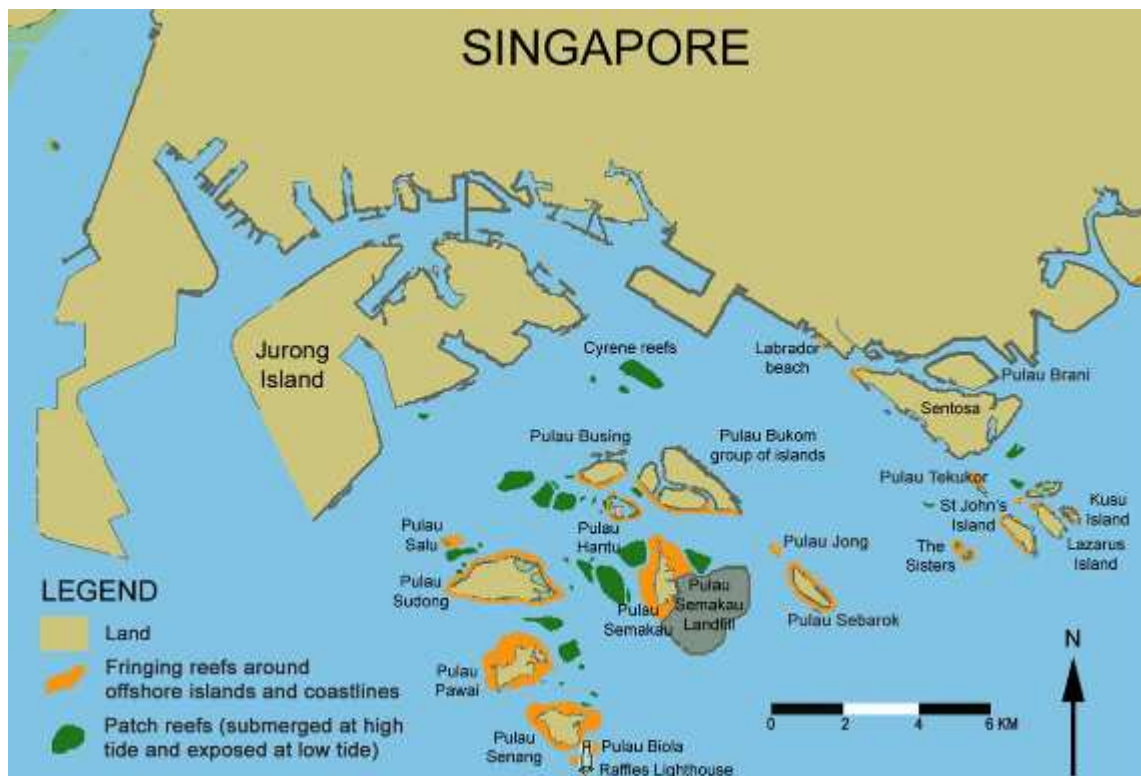 SINGAPORE
Jurong
Island
Cyrene reefs
Labrador
beach
Pulau Brani
Sentosa
Pulau Busing
Pulau Bukom
group of islands
Pulau Tekukor
St John's
Island
Kusu
Island
Lazarus
Island
The
Sisters
Pulau
Salu
Pulau
Hantu
Pulau Jong
Pulau
Sudong
Pulau
Semakau
Pulau
Semakau
Landfill
Pulau Sebarok
Pulau
Pawai
Pulau
Senang
Pulau Biola
Raffles Lighthouse
LEGEND
Land
Fringing reefs around
offshore islands and coastlines
Patch reefs (submerged at high
tide and exposed at low tide)
N
0 2 4 6 KM